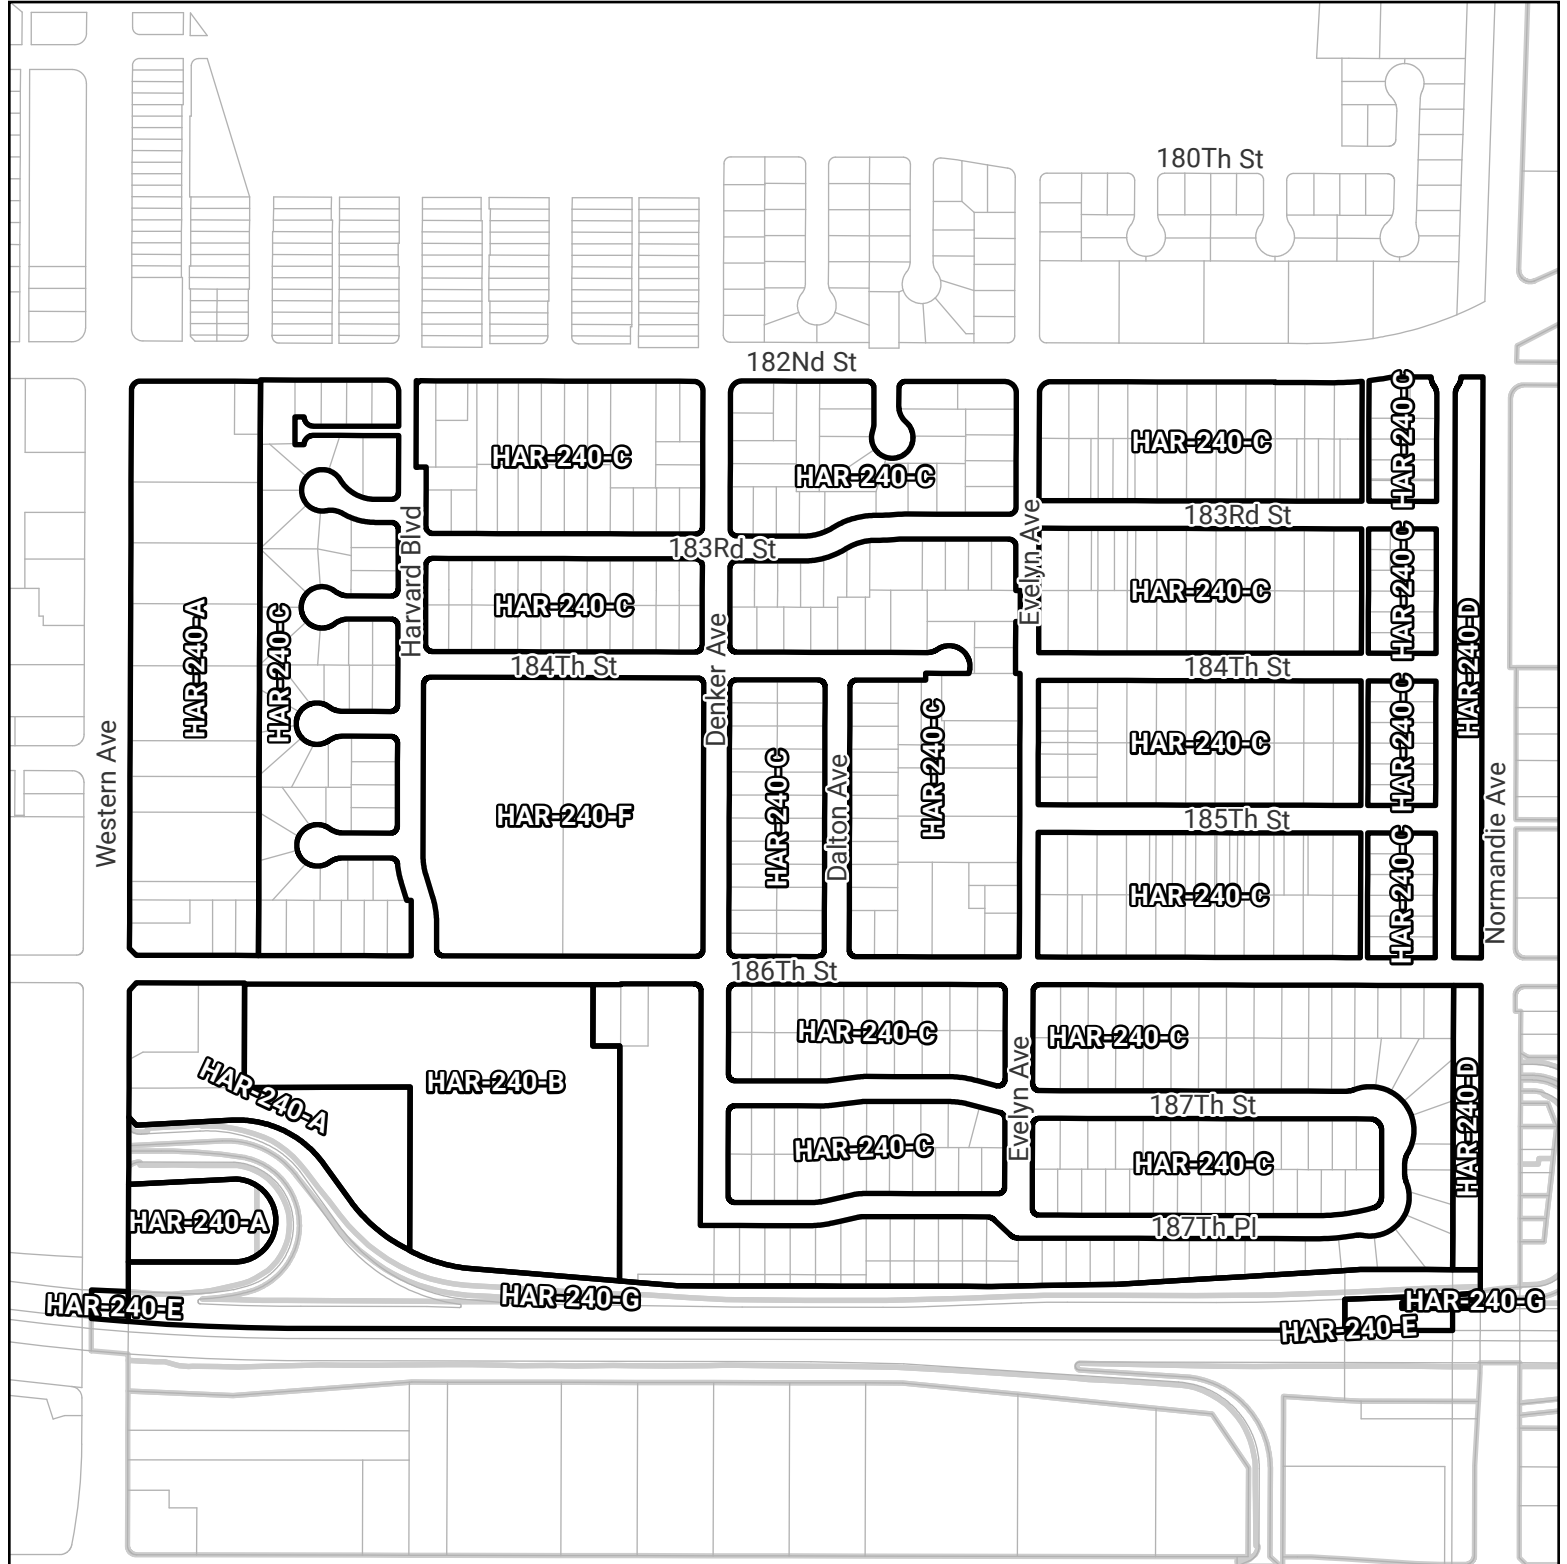 180Th St
182Nd St
HAR-240-C
HAR-240-C
HAR-240-C
HAR-240-C
HAR-240-C
183Rd St
183Rd St
Harvard Blvd
Evelyn Ave
HAR-240-C
HAR-240-C
HAR-240-C
HAR-240-A
HAR-240-C
HAR-240-D
184Th St
184Th St
Denker Ave
HAR-240-C
HAR-240-C
HAR-240-C
Western Ave
HAR-240-F
HAR-240-C
Dalton Ave
185Th St
Normandie Ave
HAR-240-C
HAR-240-C
186Th St
HAR-240-C
HAR-240-C
HAR-240-A
HAR-240-B
Evelyn Ave
187Th St
HAR-240-D
HAR-240-C
HAR-240-C
HAR-240-A
187Th Pl
HAR-240-E
HAR-240-G
HAR-240-G
HAR-240-E